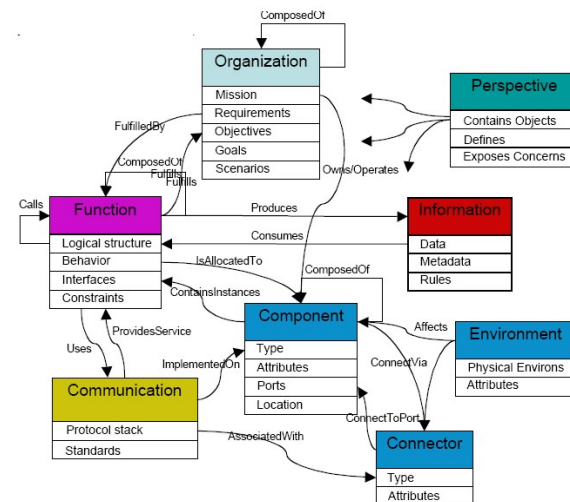 ComposedOf
Organization
Mission
Requirements
Objectives
Goals
Scenarios
Perspective
Contains Objects
Defines
Exposes Concerns
FulfilledBy
ComposedOf
Fulfills
Fulfills
Owns/Operates
Calls
Function
Logical structure
Behavior
Interfaces
Constraints
Produces
Consumes
Information
Data
Metadata
Rules
IsAllocatedTo
ContainsInstances
ComposedOf
Component
Type
Attributes
Ports
Location
Affects
Environment
Physical Environs
Attributes
ProvidesService
Uses
ImplementedOn
ConnectVia
Communication
Protocol stack
Standards
AssociatedWith
ConnectToPort
Connector
Type
Attributes